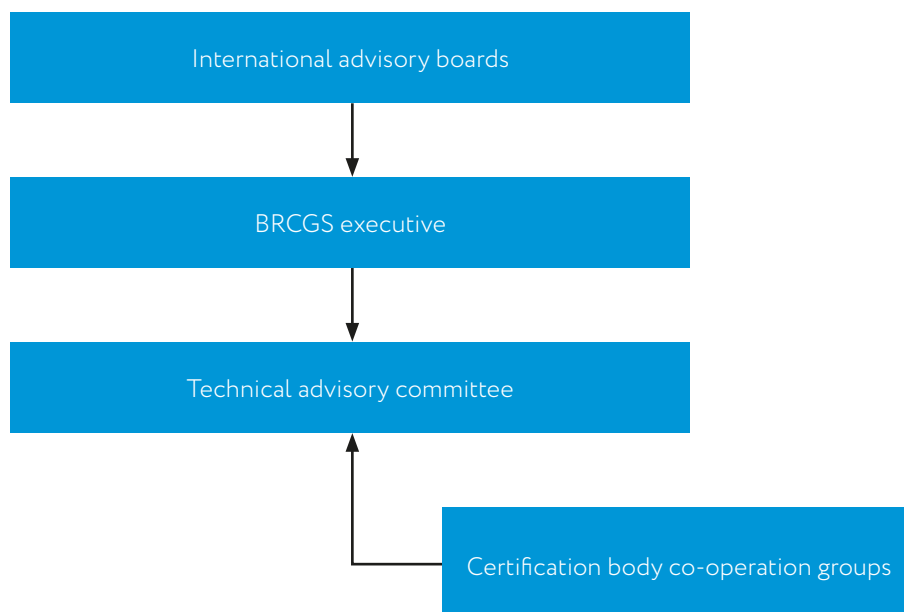 International advisory boards
BRCGS executive
Technical advisory committee
Certification body co-operation groups